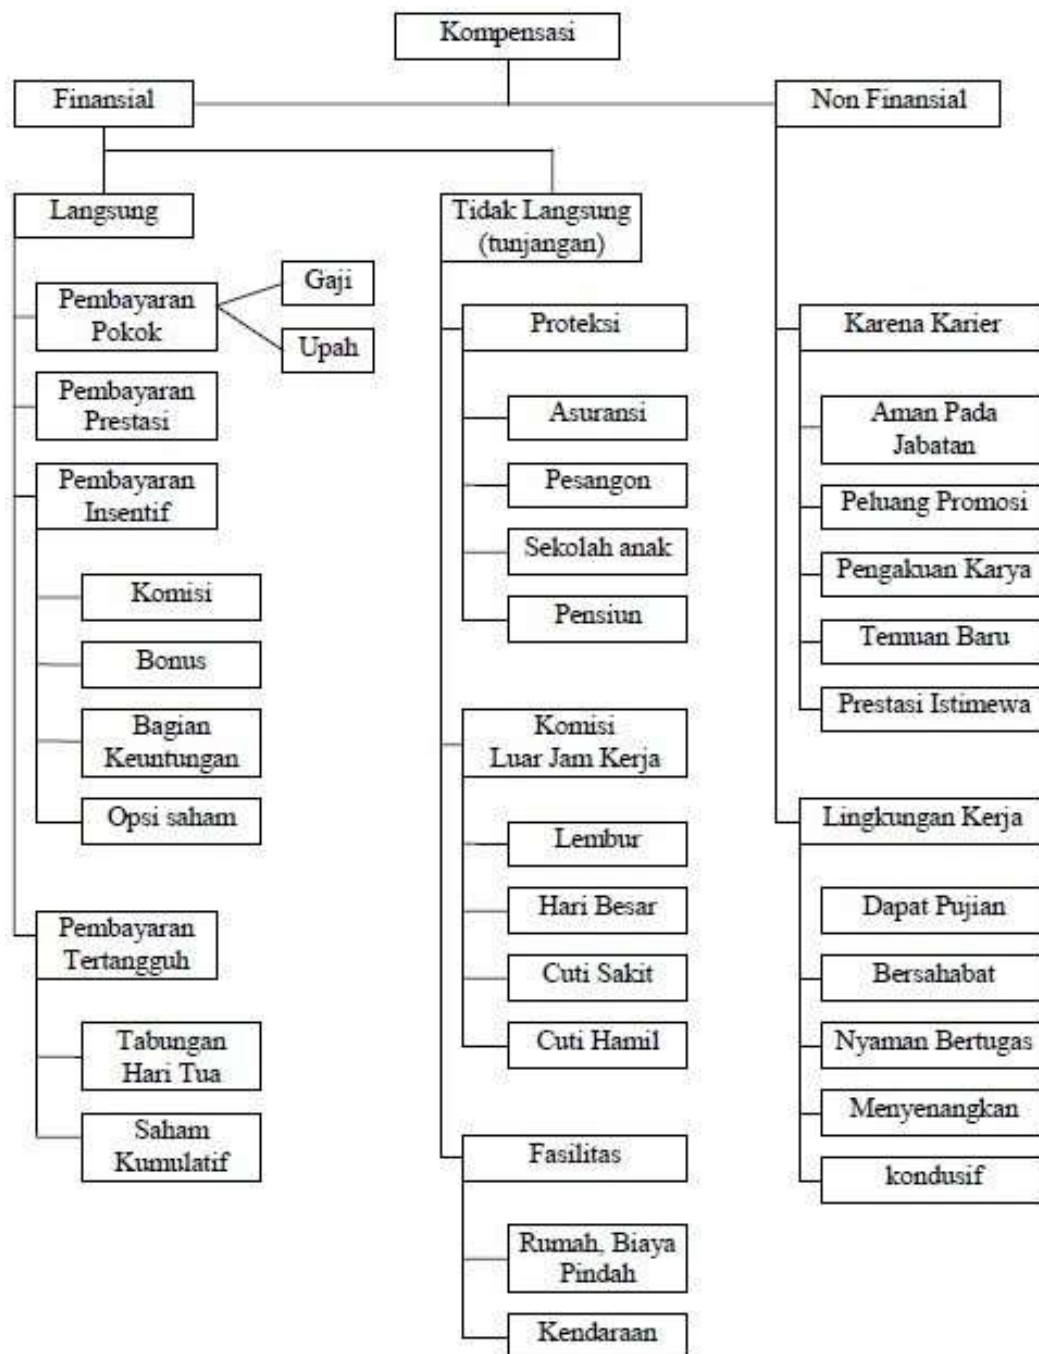 Kompensasi
Finansial
Non Finansial
Langsung
Pembayaran
Pokok
Gaji
Upah
Pembayaran
Prestasi
Pembayaran
Insentif
Komisi
Bonus
Bagian
Keuntungan
Opsi saham
Pembayaran
Tertangguh
Tabungan
Hari Tua
Saham
Kumulatif
Tidak Langsung
(tunjangan)
Proteksi
Asuransi
Pesangon
Sekolah anak
Pensiun
Komisi
Luar Jam Kerja
Lembur
Hari Besar
Cuti Sakit
Cuti Hamil
Fasilitas
Rumah, Biaya
Pindah
Kendaraan
Karena Karier
Aman Pada
Jabatan
Peluang Promosi
Pengakuan Karya
Temuan Baru
Prestasi Istimewa
Lingkungan Kerja
Dapat Pujian
Bersahabat
Nyaman Bertugas
Menyenangkan
kondusif